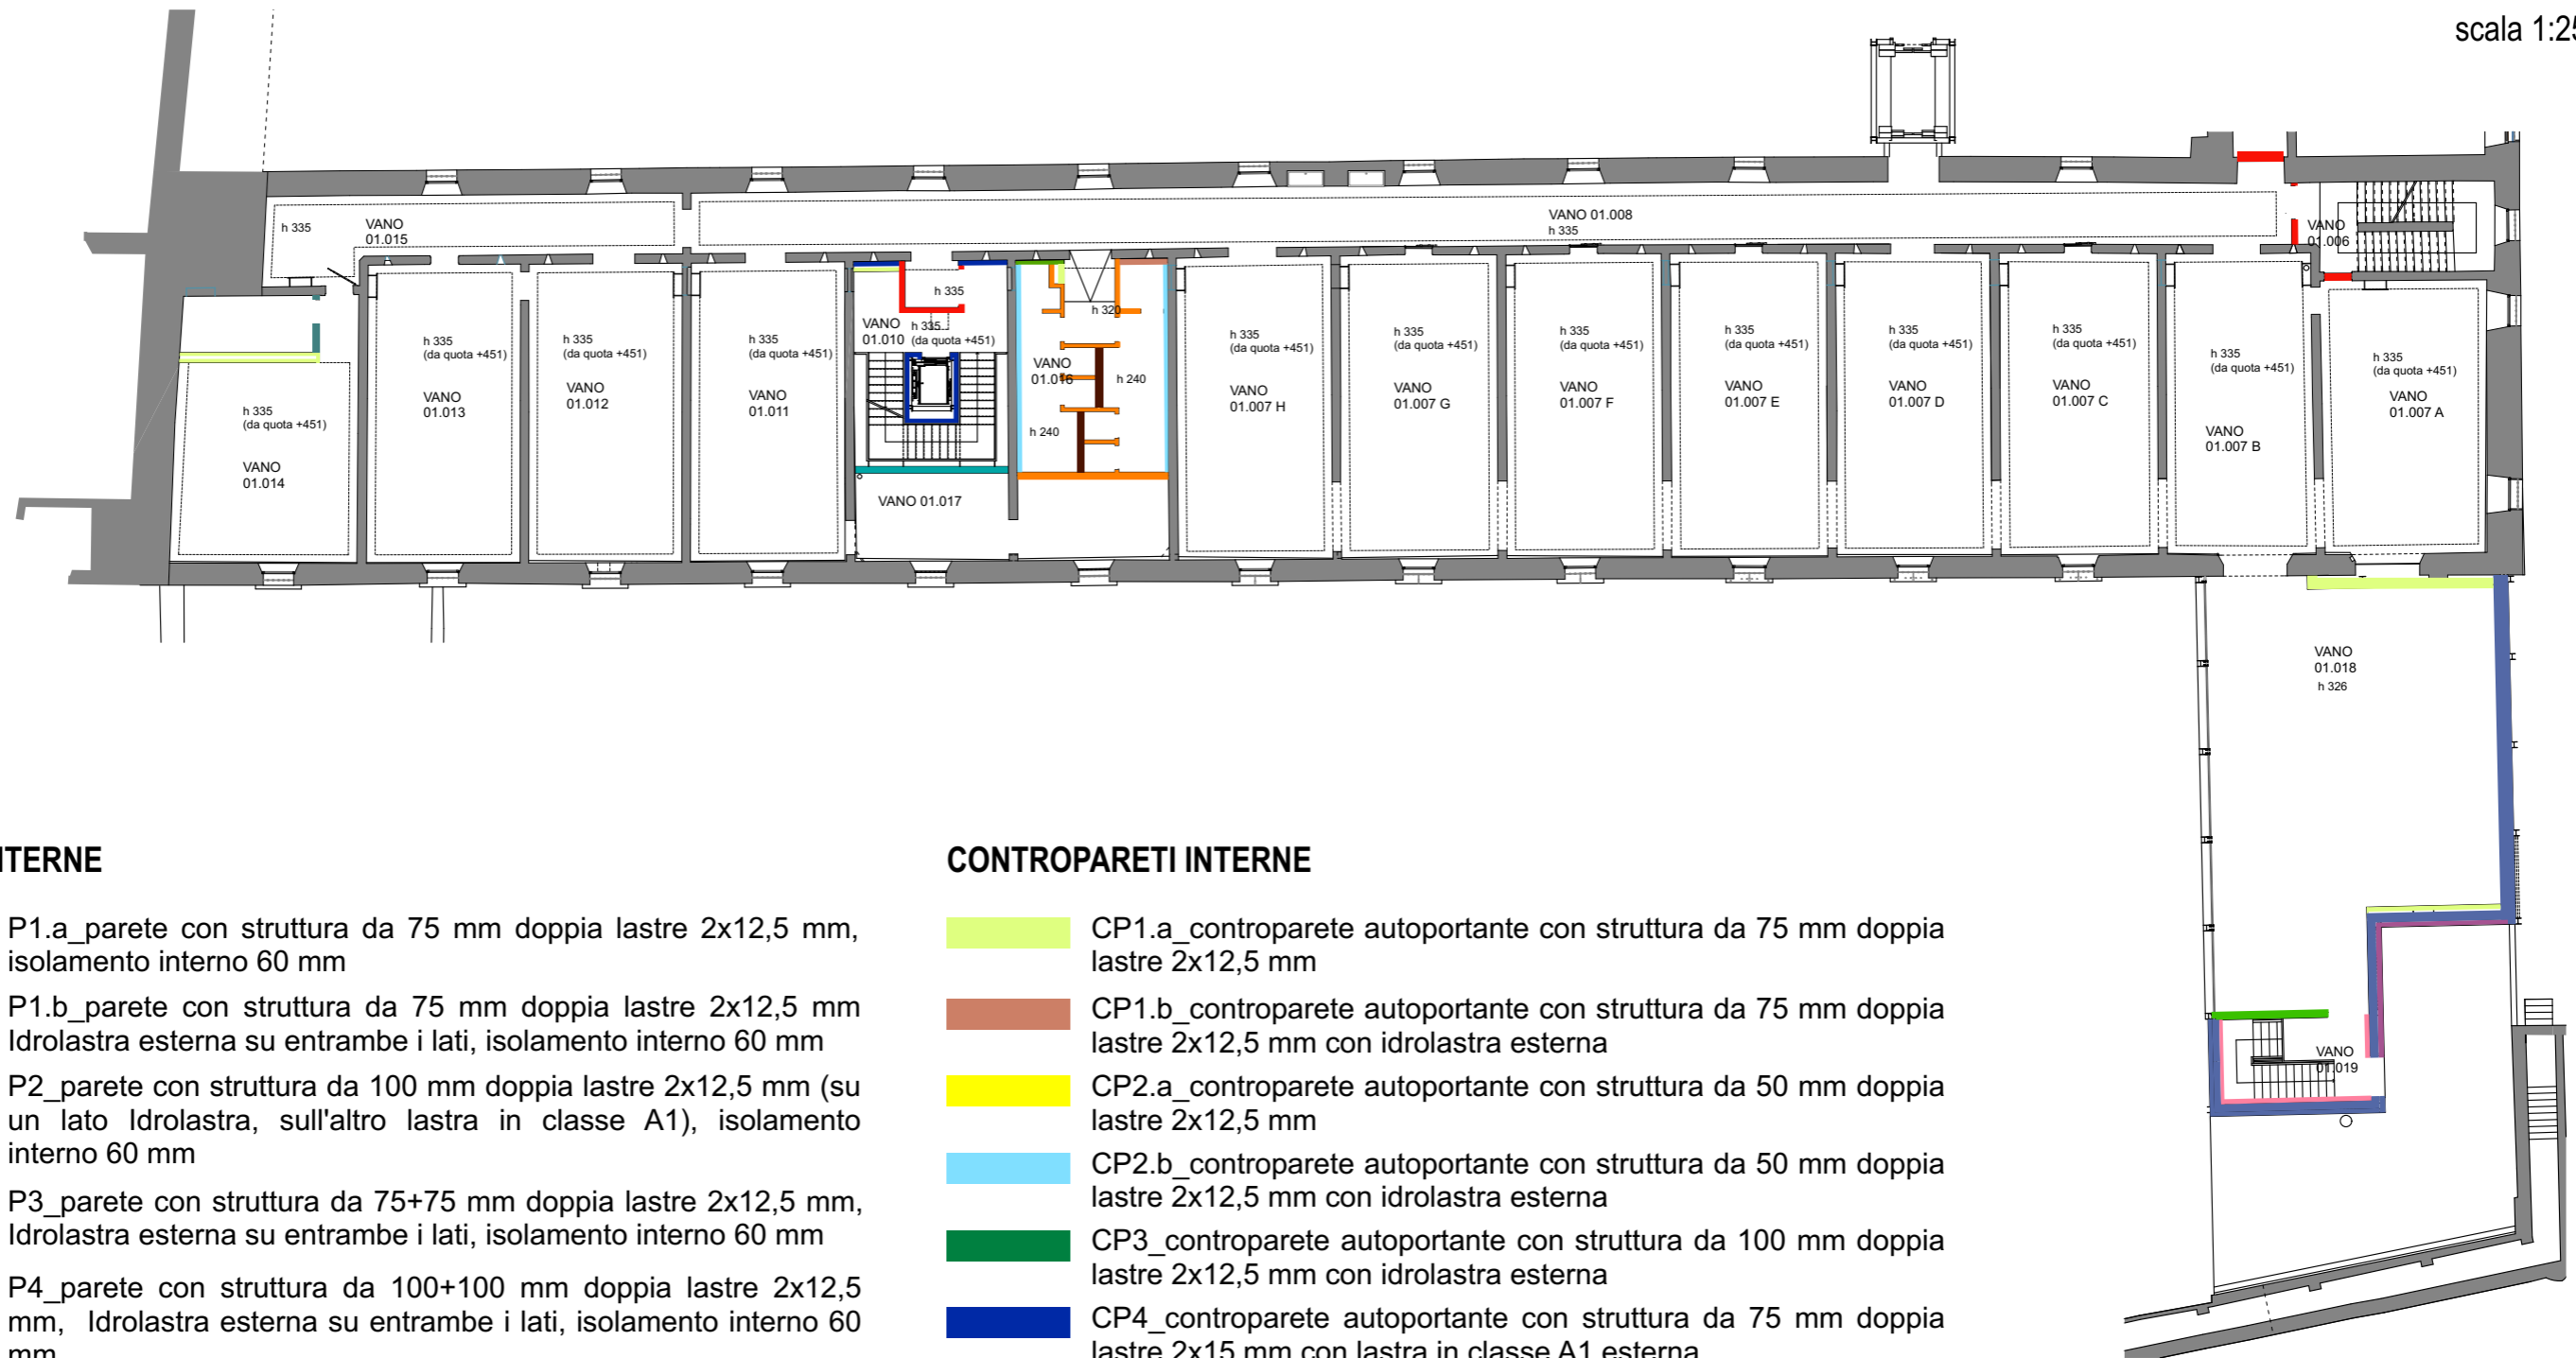 scala 1:25
VANO 01.008
h 335
h 335
VANO
01.015
VANO
01.006
h 335
(da quota +451)
VANO
01.014
h 335
(da quota +451)
VANO
01.013
h 335
(da quota +451)
VANO
01.012
h 335
(da quota +451)
VANO
01.011
h 335
VANO
01.010
h 335
(da quota +451)
VANO 01.017
h 320
VANO
01.016
h 240
h 240
h 335
(da quota +451)
VANO
01.007 H
h 335
(da quota +451)
VANO
01.007 G
h 335
(da quota +451)
VANO
01.007 F
h 335
(da quota +451)
VANO
01.007 E
h 335
(da quota +451)
VANO
01.007 D
h 335
(da quota +451)
VANO
01.007 C
h 335
(da quota +451)
VANO
01.007 B
h 335
(da quota +451)
VANO
01.007 A
VANO
01.018
h 326
VANO
01.019
NTERNE
P1.a_parete con struttura da 75 mm doppia lastre 2x12,5 mm,
isolamento interno 60 mm
P1.b_parete con struttura da 75 mm doppia lastre 2x12,5 mm
Idrolastra esterna su entrambe i lati, isolamento interno 60 mm
P2_parete con struttura da 100 mm doppia lastre 2x12,5 mm (su
un lato Idrolastra, sull'altro lastra in classe A1), isolamento
interno 60 mm
P3_parete con struttura da 75+75 mm doppia lastre 2x12,5 mm,
Idrolastra esterna su entrambe i lati, isolamento interno 60 mm
P4_parete con struttura da 100+100 mm doppia lastre 2x12,5
mm, Idrolastra esterna su entrambe i lati, isolamento interno 60
mm
CONTROPARETI INTERNE
CP1.a_controparete autoportante con struttura da 75 mm doppia
lastre 2x12,5 mm
CP1.b_controparete autoportante con struttura da 75 mm doppia
lastre 2x12,5 mm con idrolastra esterna
CP2.a_controparete autoportante con struttura da 50 mm doppia
lastre 2x12,5 mm
CP2.b_controparete autoportante con struttura da 50 mm doppia
lastre 2x12,5 mm con idrolastra esterna
CP3_controparete autoportante con struttura da 100 mm doppia
lastre 2x12,5 mm con idrolastra esterna
CP4_controparete autoportante con struttura da 75 mm doppia
lastre 2x15 mm con lastra in classe A1 esterna